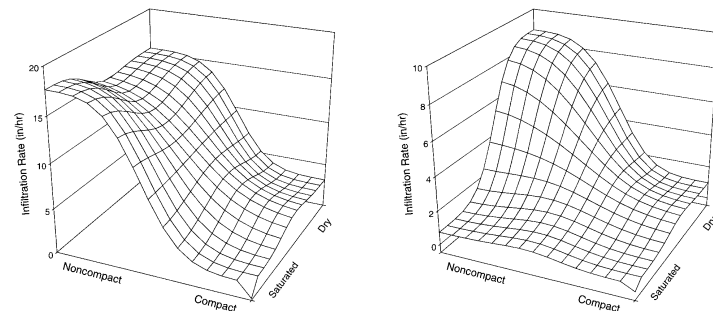 20
15
10
5
0
Infiltration Rate (in/hr)
Noncompact
Compact
Saturated
Dry
10
8
6
4
2
0
Infiltration Rate (in/hr)
Noncompact
Compact
Saturated
Dry